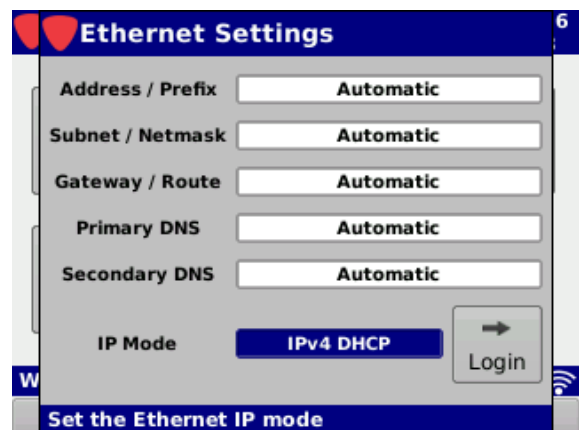 Ethernet Settings
6
Address / Prefix Automatic
Subnet / Netmask Automatic
Gateway / Route Automatic
Primary DNS Automatic
Secondary DNS Automatic
IP Mode IPv4 DHCP Login
W
Set the Ethernet IP mode